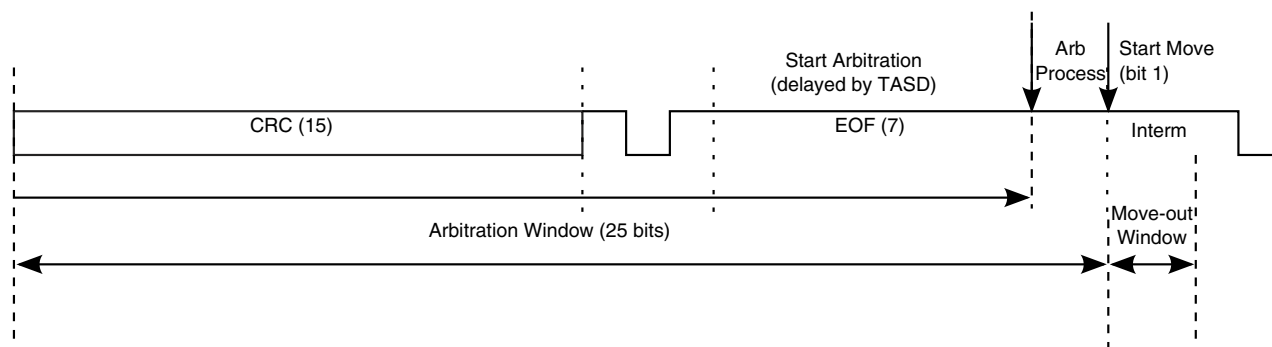 Start Arbitration
(delayed by TASD)
Arb
Process
Start Move
(bit 1)
CRC (15)
EOF (7)
Interm
Arbitration Window (25 bits)
Move-out
Window